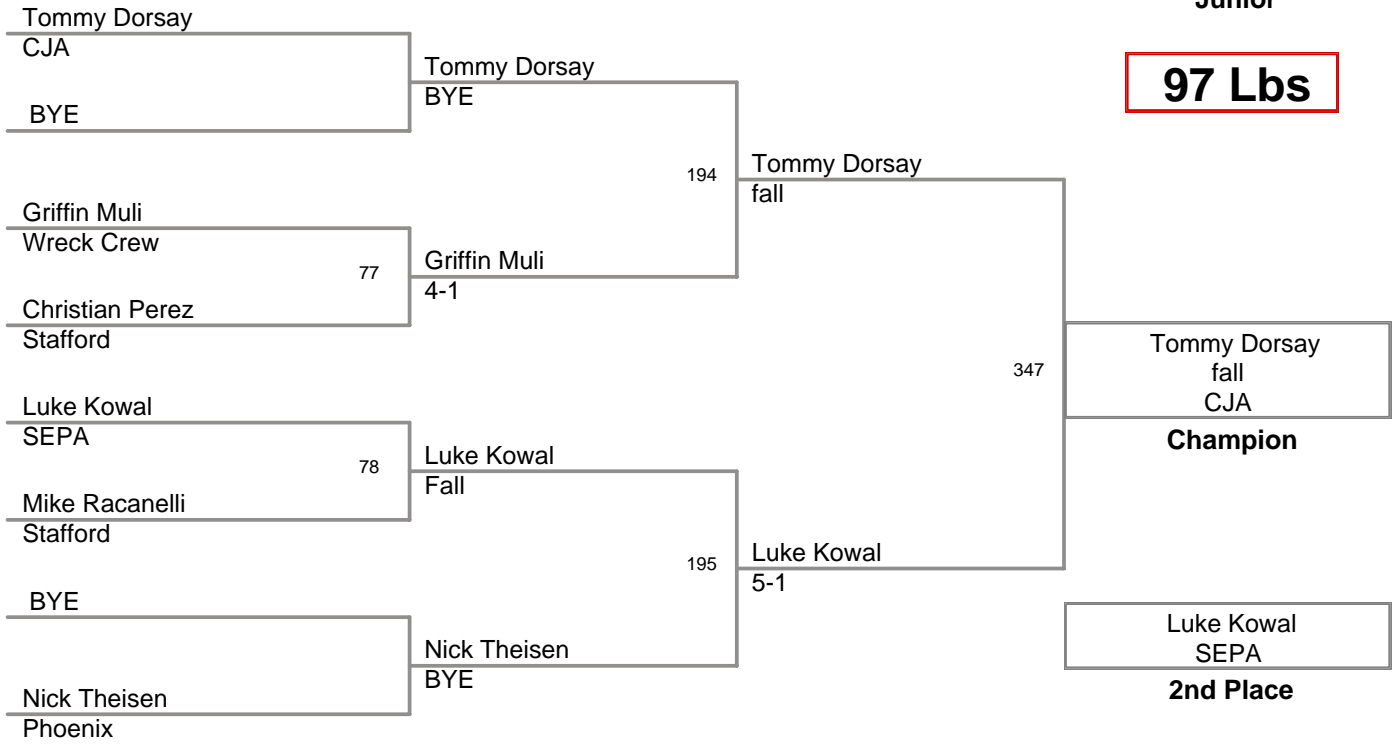 Junior
97 Lbs
Tommy Dorsay
CJA
BYE
Griffin Muli
Wreck Crew
77
Christian Perez
Stafford
Luke Kowal
SEPA
78
Mike Racanelli
Stafford
BYE
Nick Theisen
Phoenix
Tommy Dorsay
BYE
194
Griffin Muli
4-1
Luke Kowal
Fall
195
Nick Theisen
BYE
Tommy Dorsay
fall
347
Luke Kowal
5-1
Tommy Dorsay
fall
CJA
Champion
Luke Kowal
SEPA
2nd Place